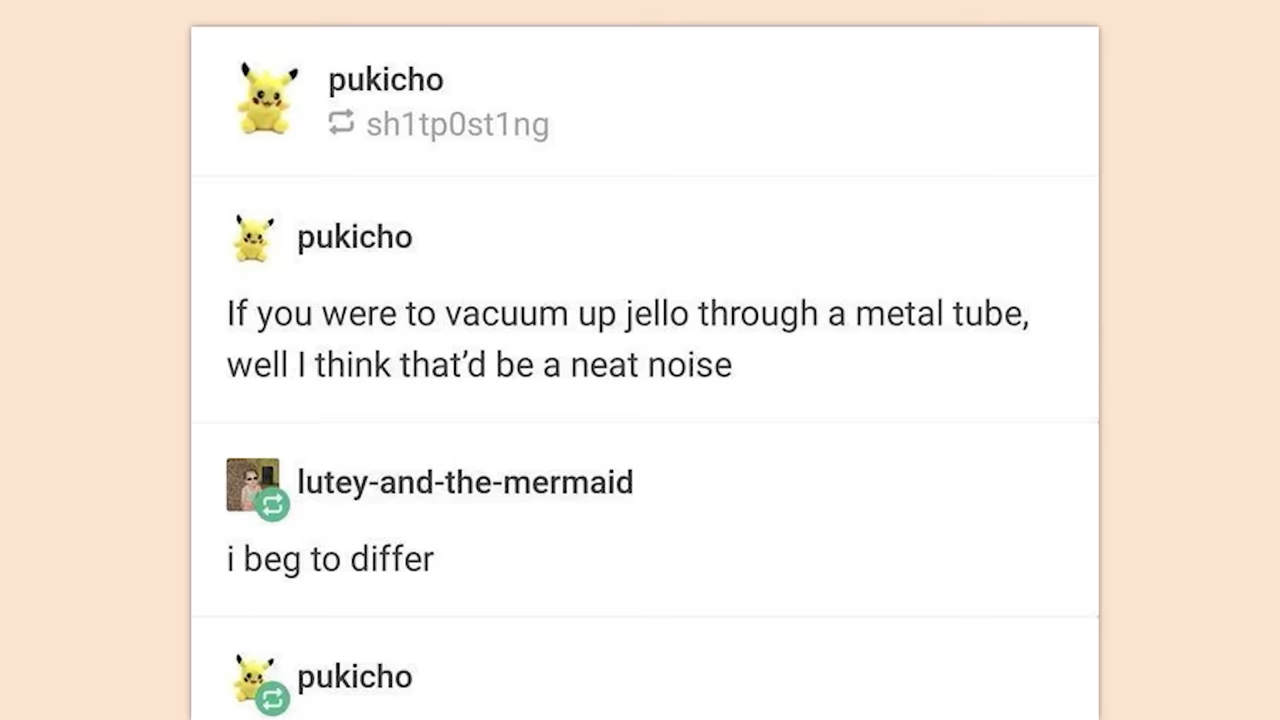 pukicho
sh1tp0st1ng
pukicho
If you were to vacuum up jello through a metal tube,
well I think that’d be a neat noise
lutey-and-the-mermaid
i beg to differ
pukicho